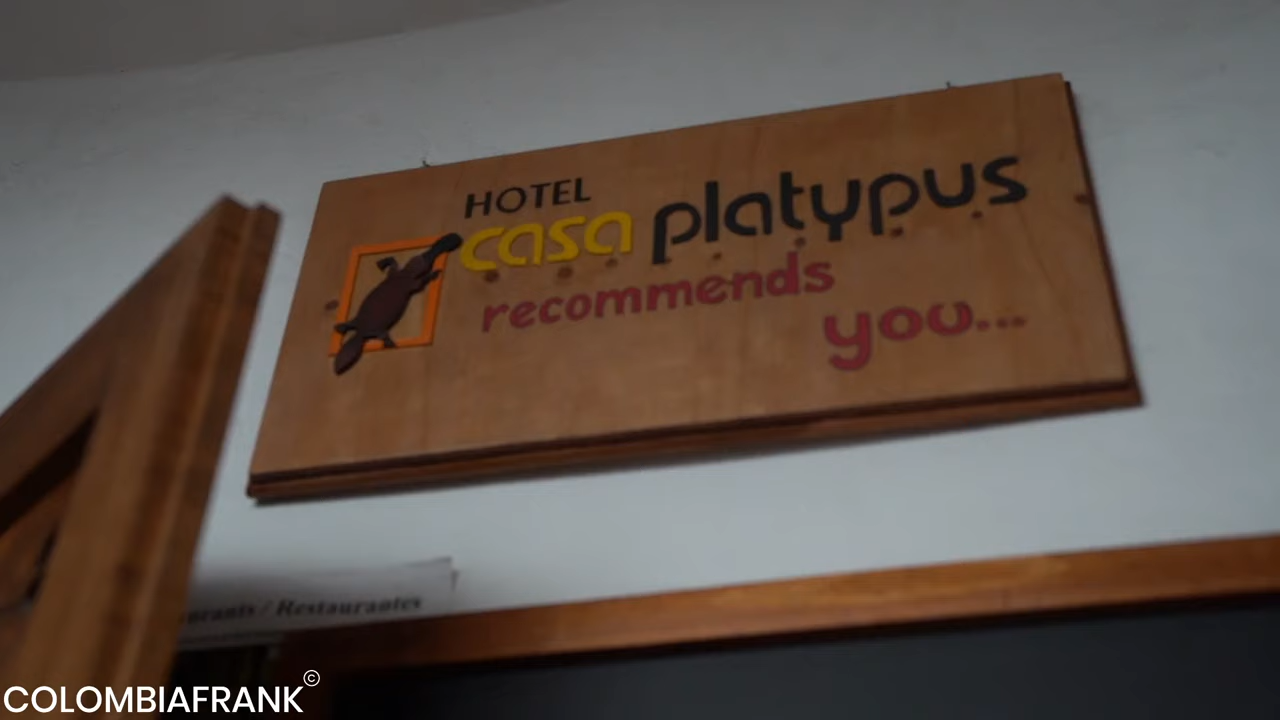 HOTEL
casa platypus
recommends
you...
/ Restaurantes
COLOMBIAFRANK©